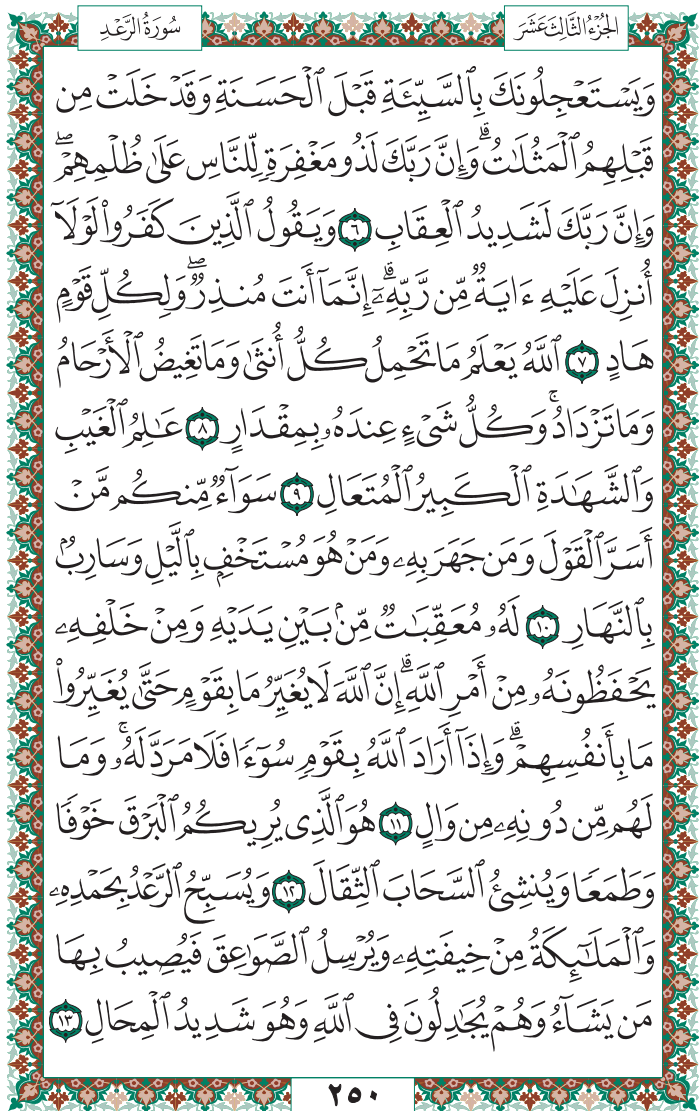 الجُزْءُ الثَّالِثَ عَشَرَ
سُورَةُ الرَّعْدِ
وَيَسْتَعْجِلُونَكَ بِٱلسَّيِّئَةِ قَبْلَ ٱلْحَسَنَةِ وَقَدْ خَلَتْ مِن
قَبْلِهِمُ ٱلْمَثُلَٰتُۗ وَإِنَّ رَبَّكَ لَذُو مَغْفِرَةٍ لِّلنَّاسِ عَلَىٰ ظُلْمِهِمْۖ
وَإِنَّ رَبَّكَ لَشَدِيدُ ٱلْعِقَابِ ٦ وَيَقُولُ ٱلَّذِينَ كَفَرُوا۟ لَوْلَآ
أُنزِلَ عَلَيْهِ ءَايَةٌ مِّن رَّبِّهِۦٓۗ إِنَّمَآ أَنتَ مُنذِرٌۖ وَلِكُلِّ قَوْمٍ
هَادٍ ٧ ٱللَّهُ يَعْلَمُ مَا تَحْمِلُ كُلُّ أُنثَىٰ وَمَا تَغِيضُ ٱلْأَرْحَامُ
وَمَا تَزْدَادُۚ وَكُلُّ شَىْءٍ عِندَهُۥ بِمِقْدَارٍ ٨ عَٰلِمُ ٱلْغَيْبِ
وَٱلشَّهَٰدَةِ ٱلْكَبِيرُ ٱلْمُتَعَالِ ٩ سَوَآءٌ مِّنكُم مَّنْ
أَسَرَّ ٱلْقَوْلَ وَمَن جَهَرَ بِهِۦ وَمَنْ هُوَ مُسْتَخْفٍۭ بِٱلَّيْلِ وَسَارِبٌۢ
بِٱلنَّهَارِ ١٠ لَهُۥ مُعَقِّبَٰتٌ مِّنۢ بَيْنِ يَدَيْهِ وَمِنْ خَلْفِهِۦ
يَحْفَظُونَهُۥ مِنْ أَمْرِ ٱللَّهِۗ إِنَّ ٱللَّهَ لَا يُغَيِّرُ مَا بِقَوْمٍ حَتَّىٰ يُغَيِّرُوا۟
مَا بِأَنفُسِهِمْۗ وَإِذَآ أَرَادَ ٱللَّهُ بِقَوْمٍ سُوٓءًا فَلَا مَرَدَّ لَهُۥۚ وَمَا
لَهُم مِّن دُونِهِۦ مِن وَالٍ ١١ هُوَ ٱلَّذِى يُرِيكُمُ ٱلْبَرْقَ خَوْفًا
وَطَمَعًا وَيُنشِئُ ٱلسَّحَابَ ٱلثِّقَالَ ١٢ وَيُسَبِّحُ ٱلرَّعْدُ بِحَمْدِهِۦ
وَٱلْمَلَٰٓئِكَةُ مِنْ خِيفَتِهِۦ وَيُرْسِلُ ٱلصَّوَٰعِقَ فَيُصِيبُ بِهَا
مَن يَشَآءُ وَهُمْ يُجَٰدِلُونَ فِى ٱللَّهِ وَهُوَ شَدِيدُ ٱلْمِحَالِ ١٣
٢٥٠